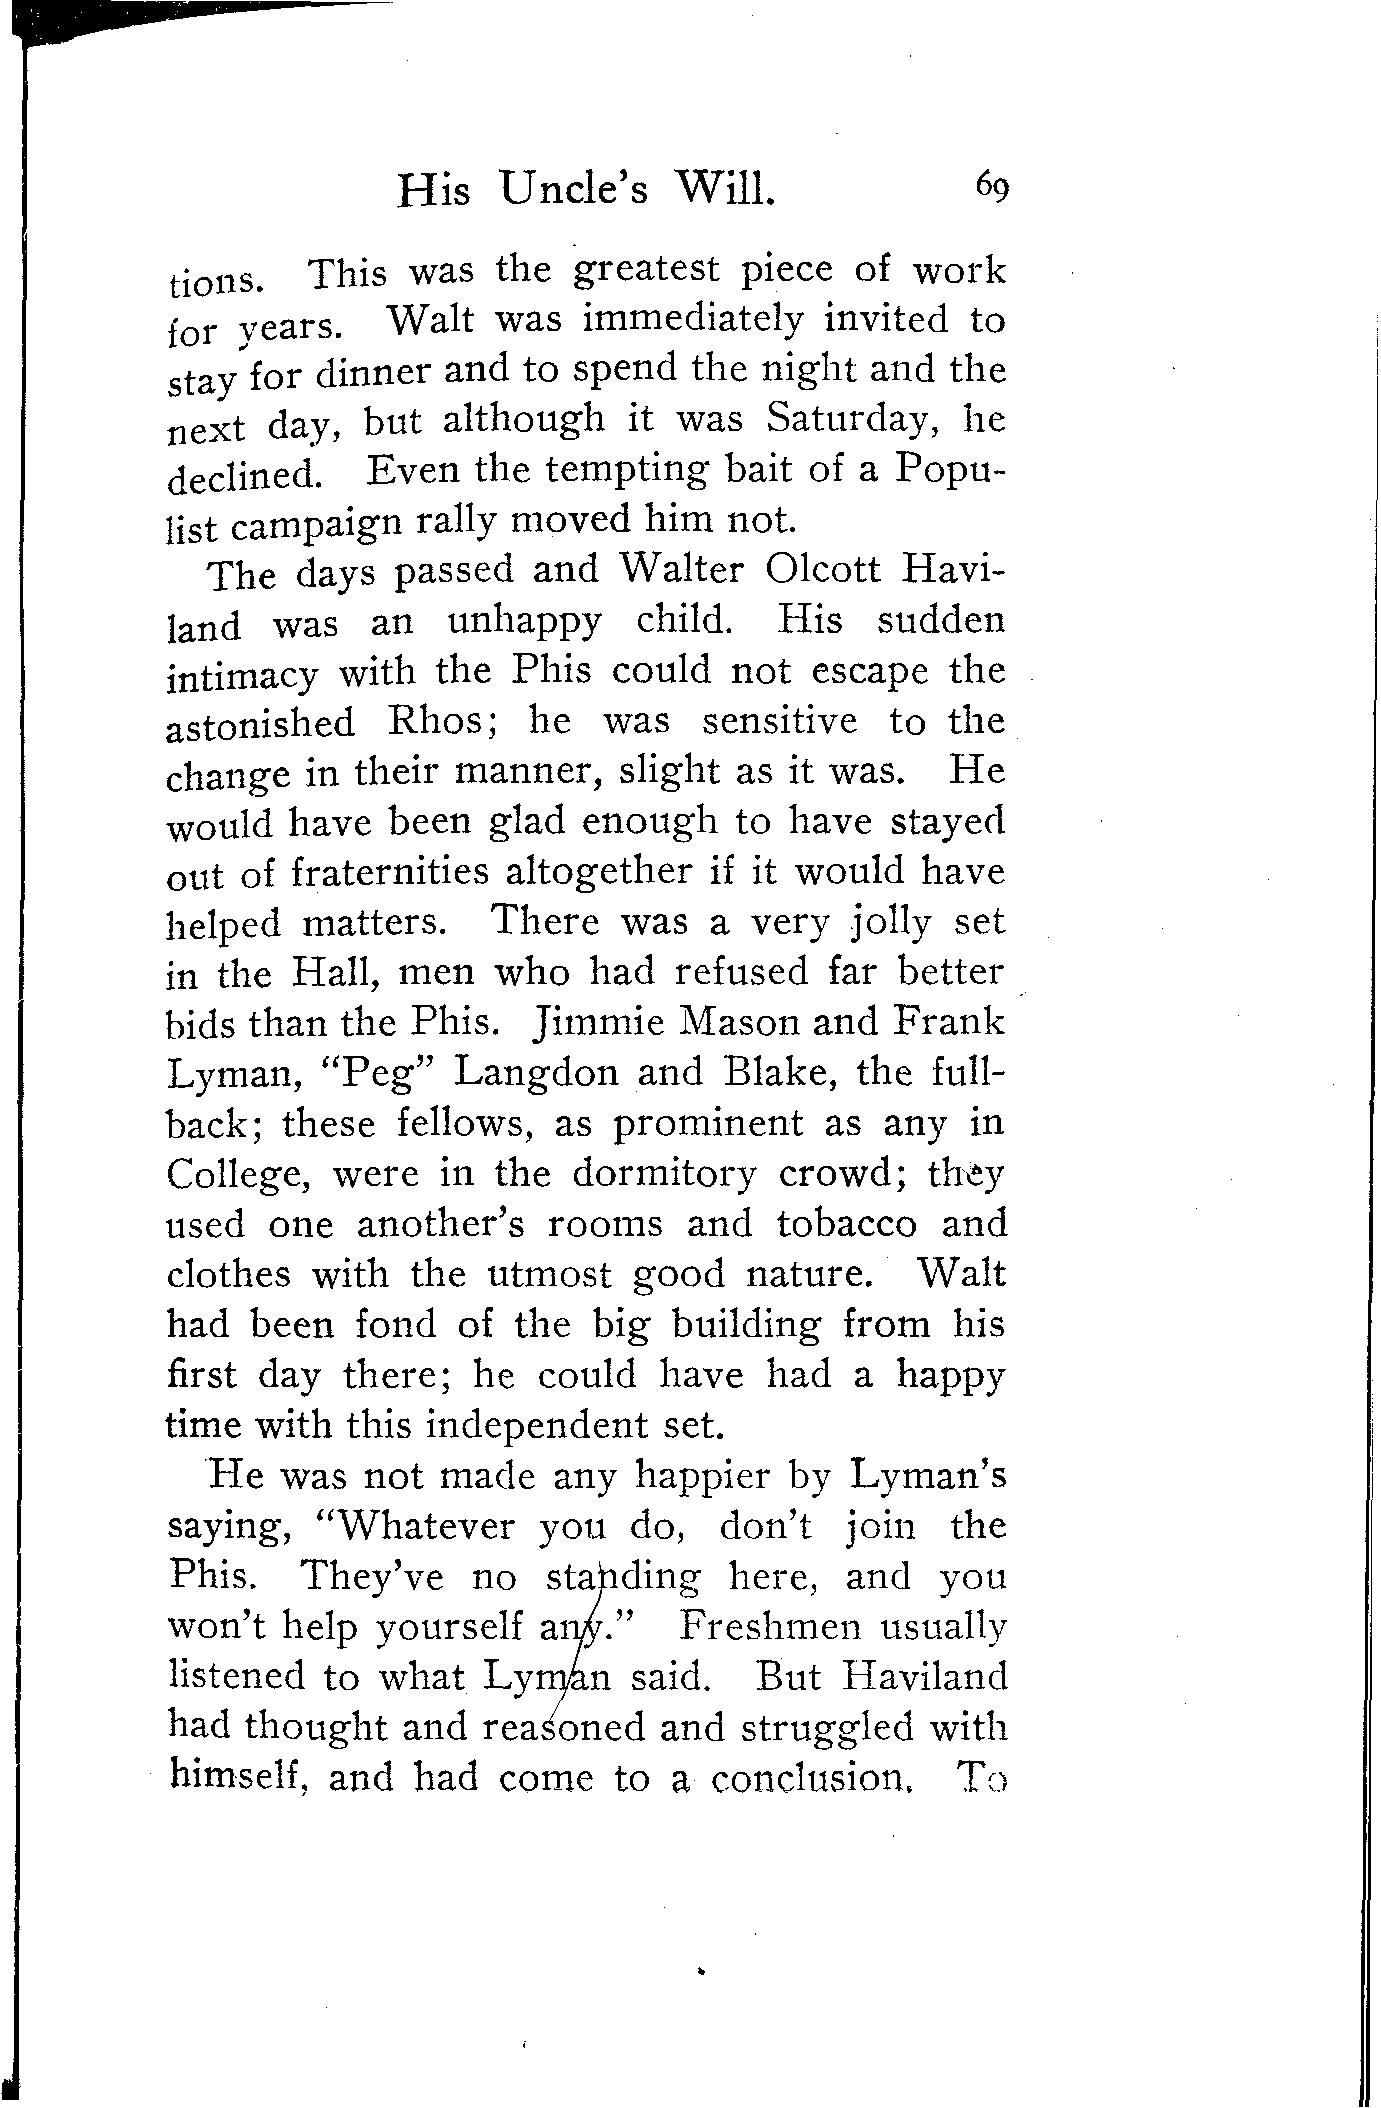 His Uncle's Will. 69
tions. This was the greatest piece of work
for years. Walt was immediately invited to
stay for dinner and to spend the night and the
next day, but although it was Saturday, he
declined. Even the tempting bait of a Popu-
list campaign rally moved him not.
The days passed and Walter Olcott Havi-
land was an unhappy child. His sudden
intimacy with the Phis could not escape the
astonished Rhos; he was sensitive to the
change in their manner, slight as it was. He
would have been glad enough to have stayed
out of fraternities altogether if it would have
helped matters. There was a very jolly set
in the Hall, men who had refused far better
bids than the Phis. Jimmie Mason and Frank
Lyman, "Peg" Langdon and Blake, the full-
back; these fellows, as prominent as any in
College, were in the dormitory crowd; they
used one another's rooms and tobacco and
clothes with the utmost good nature. Walt
had been fond of the big building from his
first day there; he could have had a happy
time with this independent set.
He was not made any happier by Lyman's
saying, "Whatever you do, don't join the
Phis. They've no standing here, and you
won't help yourself any." Freshmen usually
listened to what Lyman said. But Haviland
had thought and reasoned and struggled with
himself, and had come to a conclusion. To